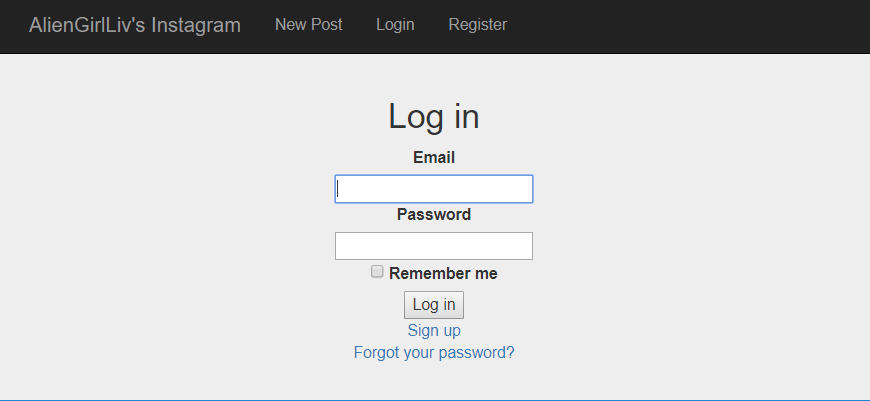 AlienGirlLiv's Instagram New Post Login Register
Log in
Email
Password
Remember me
Log in
Sign up
Forgot your password?